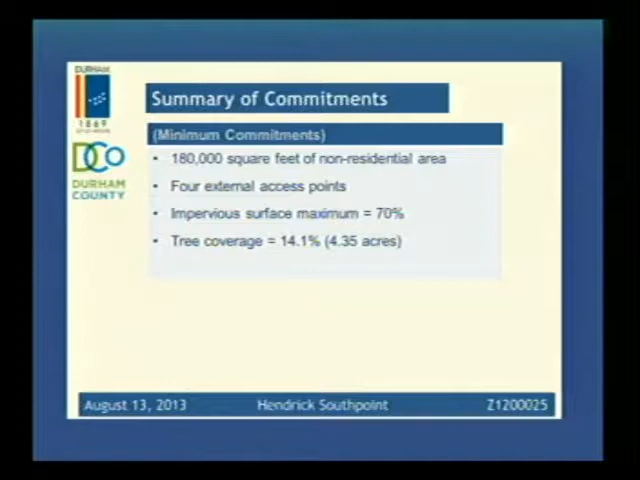 DURHAM
1869
DCO
DURHAM
COUNTY
Summary of Commitments
(Minimum Commitments)
• 180,000 square feet of non-residential area
• Four external access points
• Impervious surface maximum = 70%
• Tree coverage = 14.1% (4.35 acres)
August 13, 2013
Hendrick Southpoint
Z1200025